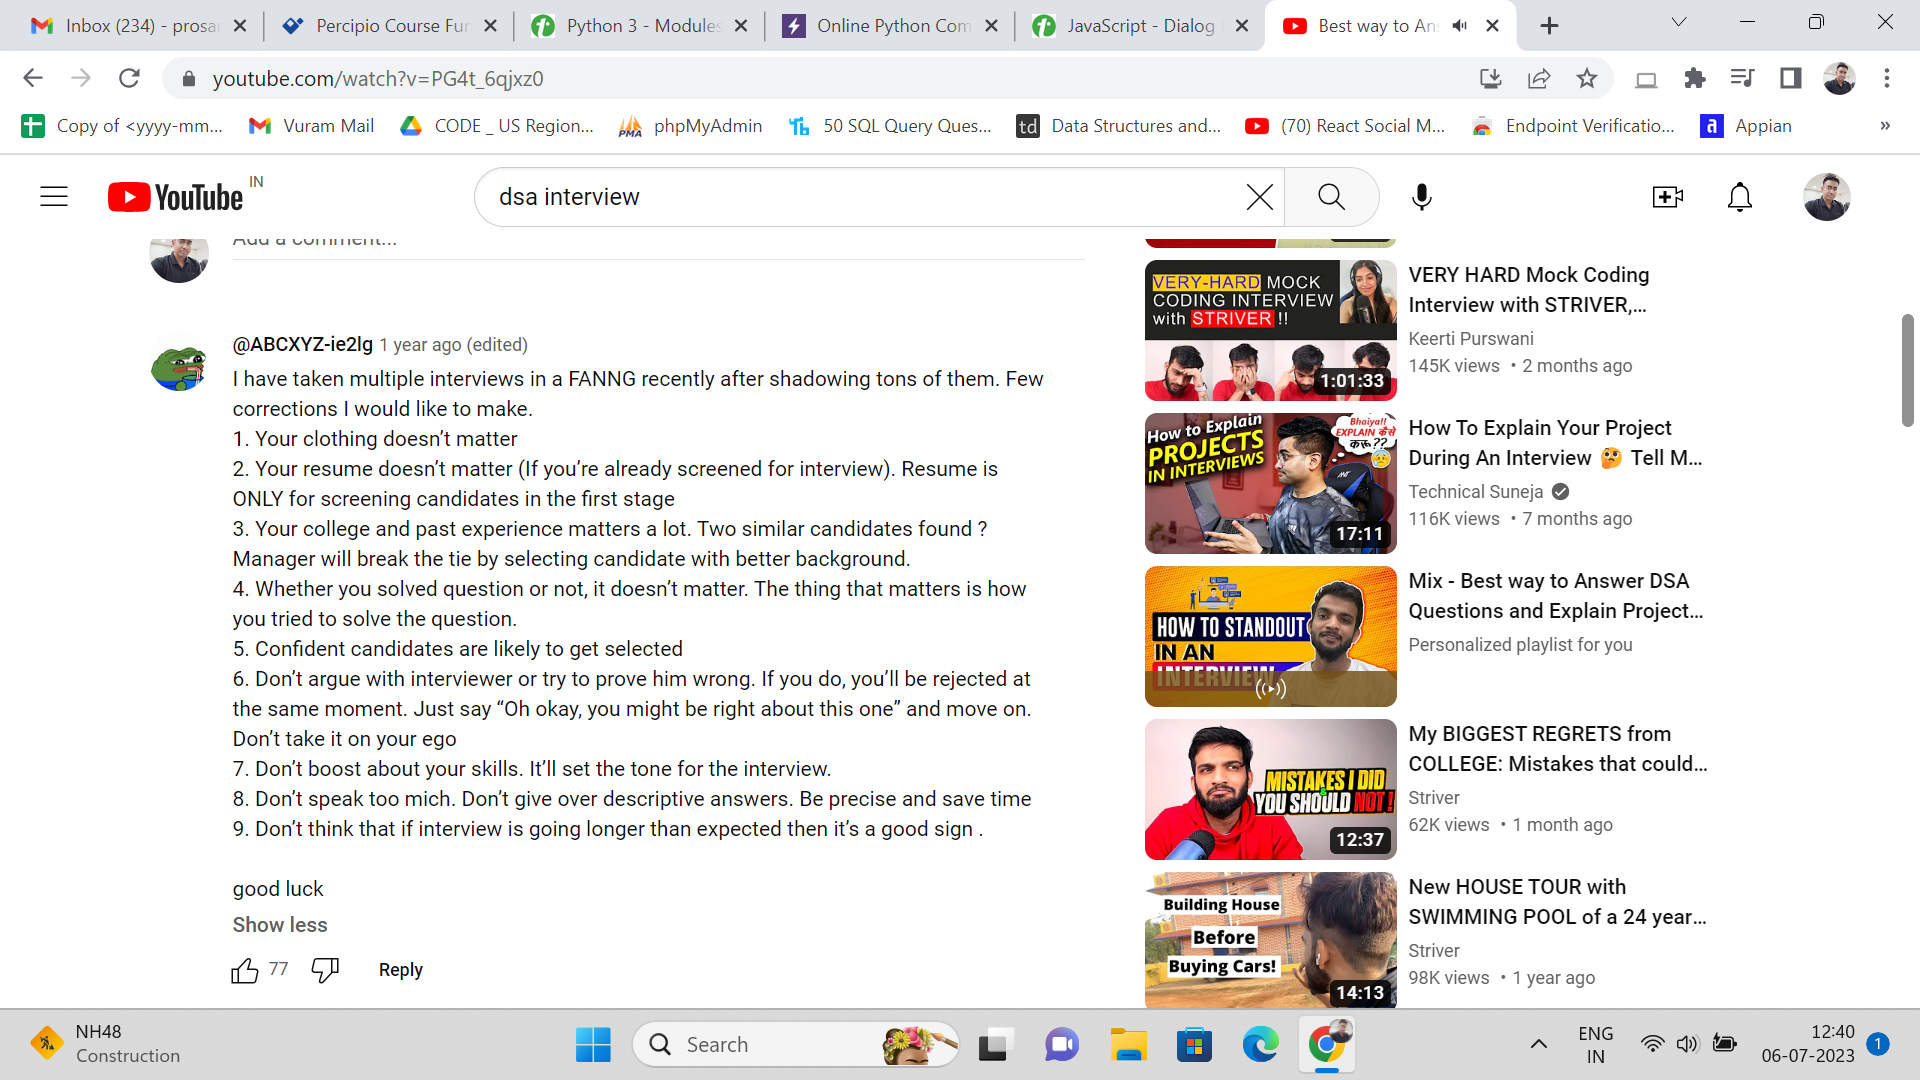 Inbox (234) - prosar
Percipio Course Fun
Python 3 - Modules
Online Python Com
JavaScript - Dialog
Best way to Ans
youtube.com/watch?v=PG4t_6qjxz0
Copy of <yyyy-mm...
Vuram Mail
CODE _ US Region...
phpMyAdmin
50 SQL Query Ques...
td
Data Structures and...
(70) React Social M...
Endpoint Verificatio...
Appian
»
YouTube
IN
dsa interview
Add a comment...
@ABCXYZ-ie2lg 1 year ago (edited)
I have taken multiple interviews in a FANNG recently after shadowing tons of them. Few
corrections I would like to make.
1. Your clothing doesn’t matter
2. Your resume doesn’t matter (If you’re already screened for interview). Resume is
ONLY for screening candidates in the first stage
3. Your college and past experience matters a lot. Two similar candidates found ?
Manager will break the tie by selecting candidate with better background.
4. Whether you solved question or not, it doesn’t matter. The thing that matters is how
you tried to solve the question.
5. Confident candidates are likely to get selected
6. Don’t argue with interviewer or try to prove him wrong. If you do, you’ll be rejected at
the same moment. Just say “Oh okay, you might be right about this one” and move on.
Don’t take it on your ego
7. Don’t boost about your skills. It’ll set the tone for the interview.
8. Don’t speak too mich. Don’t give over descriptive answers. Be precise and save time
9. Don’t think that if interview is going longer than expected then it’s a good sign .
good luck
Show less
77
Reply
VERY-HARD MOCK
CODING INTERVIEW
with STRIVER !!
1:01:33
VERY HARD Mock Coding
Interview with STRIVER,...
Keerti Purswani
145K views • 2 months ago
How to Explain
PROJECTS
IN INTERVIEWS
Bhaiya!!
EXPLAIN कैसे
करू??
17:11
How To Explain Your Project
During An Interview 🤔 Tell M...
Technical Suneja
116K views • 7 months ago
HOW TO STANDOUT
IN AN
INTERVIEW
Mix - Best way to Answer DSA
Questions and Explain Project...
Personalized playlist for you
MISTAKES I DID
&
YOU SHOULD NOT !
12:37
My BIGGEST REGRETS from
COLLEGE: Mistakes that could...
Striver
62K views • 1 month ago
Building House
Before
Buying Cars!
14:13
New HOUSE TOUR with
SWIMMING POOL of a 24 year...
Striver
98K views • 1 year ago
NH48
Construction
Search
ENG
IN
12:40
06-07-2023
1